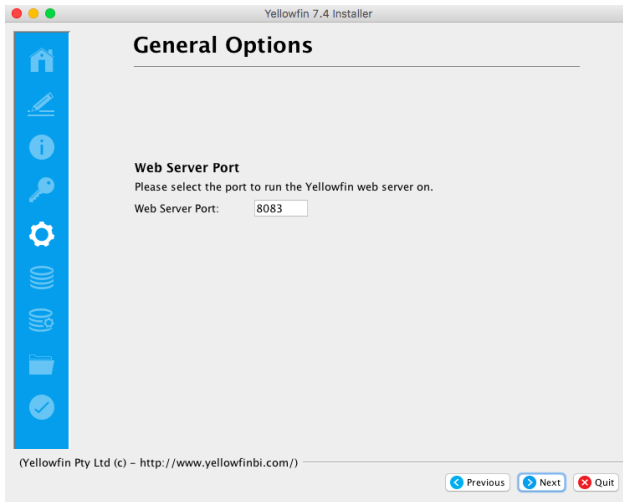 Yellowfin 7.4 Installer
General Options
Web Server Port
Please select the port to run the Yellowfin web server on.
Web Server Port: 8083
(Yellowfin Pty Ltd (c) – http://www.yellowfinbi.com/)
Previous Next Quit